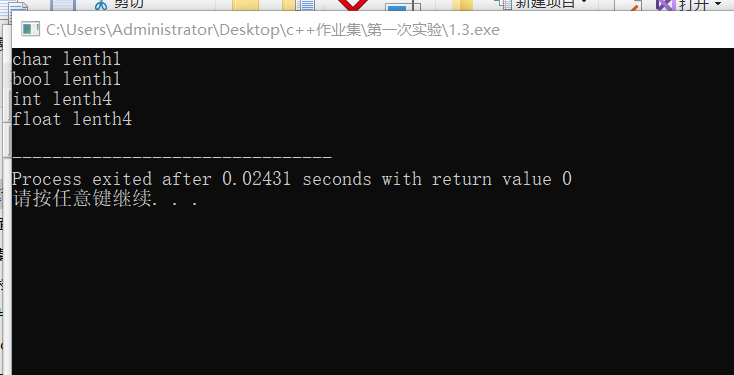 剪切
新建项目
打开
C:\Users\Administrator\Desktop\c++作业集\第一次实验\1.3.exe
char lenth1
bool lenth1
int lenth4
float lenth4
--------------------------------
Process exited after 0.02431 seconds with return value 0
请按任意键继续. . .